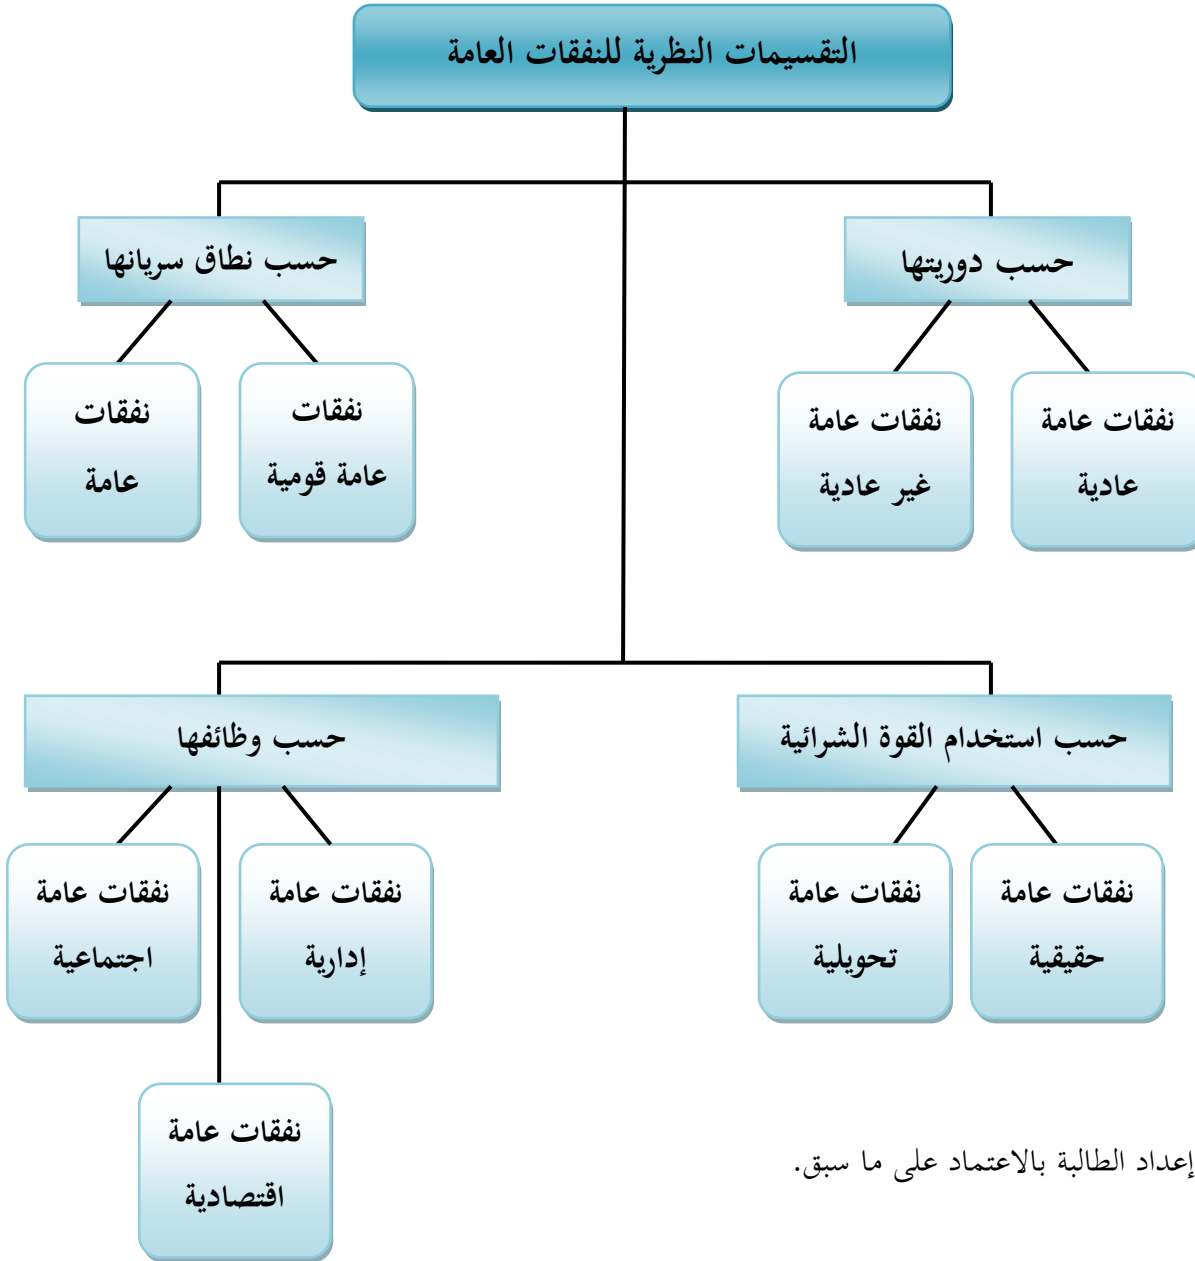 التقسيمات النظرية للنفقات العامة
حسب دوريتها
حسب نطاق سريانها
نفقات عامة
عادية
نفقات عامة
غير عادية
نفقات
عامة قومية
نفقات
عامة
حسب استخدام القوة الشرائية
حسب وظائفها
نفقات عامة
حقيقية
نفقات عامة
تحويلية
نفقات عامة
إدارية
نفقات عامة
اجتماعية
نفقات عامة
اقتصادية
إعداد الطالبة بالاعتماد على ما سبق.